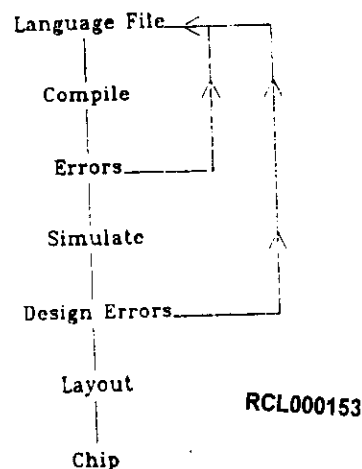 Language File
Compile
Errors
Simulate
Design Errors
Layout
RCL000153
Chip